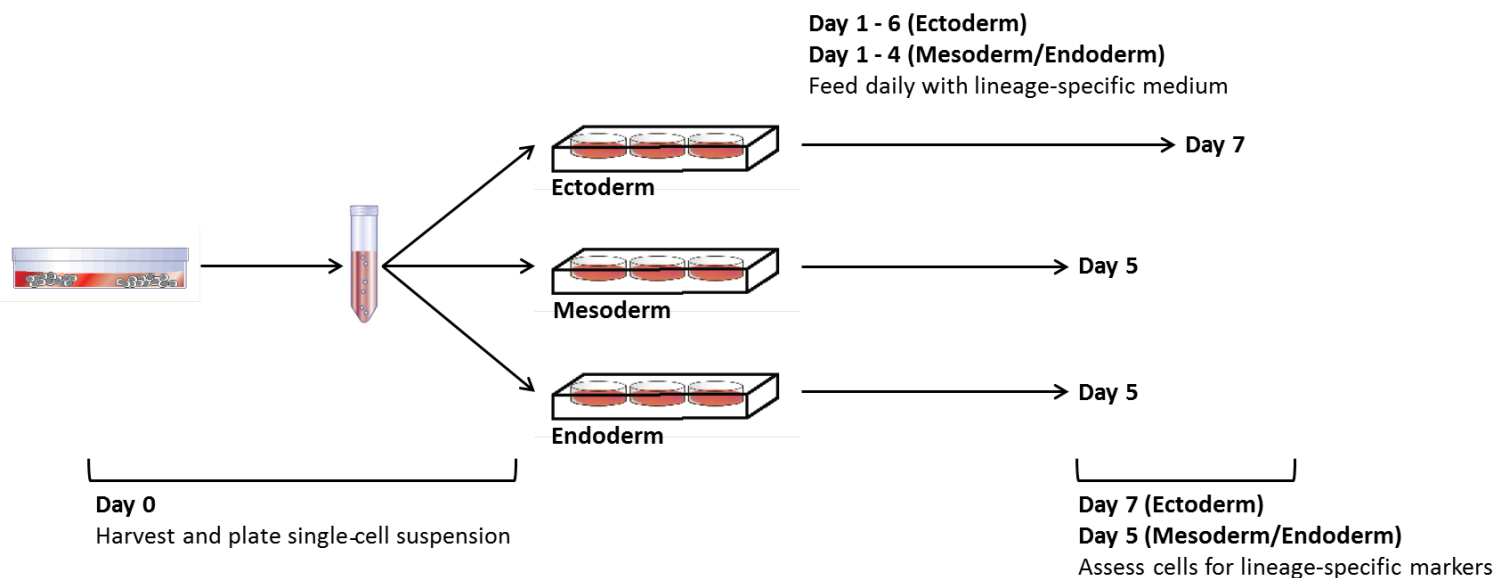 Day 1 - 6 (Ectoderm)
Day 1 - 4 (Mesoderm/Endoderm)
Feed daily with lineage-specific medium
Day 7
Ectoderm
Day 5
Mesoderm
Day 5
Endoderm
Day 0
Harvest and plate single-cell suspension
Day 7 (Ectoderm)
Day 5 (Mesoderm/Endoderm)
Assess cells for lineage-specific markers